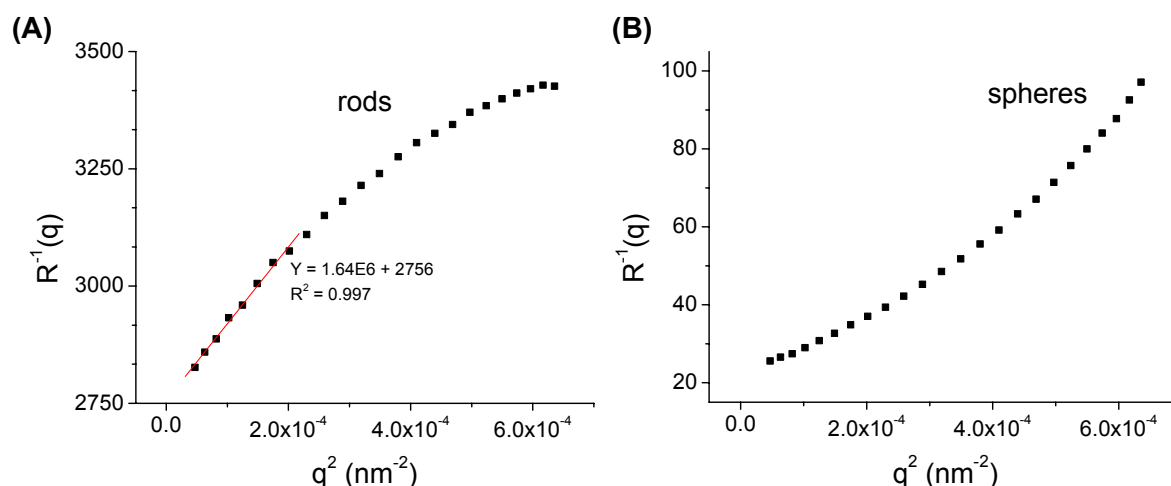 (A)
3500
3250
3000
2750
R⁻¹(q)
rods
Y = 1.64E6 + 2756
R² = 0.997
0.0
2.0x10⁻⁴
4.0x10⁻⁴
6.0x10⁻⁴
q² (nm⁻²)
(B)
100
80
60
40
20
R⁻¹(q)
spheres
0.0
2.0x10⁻⁴
4.0x10⁻⁴
6.0x10⁻⁴
q² (nm⁻²)